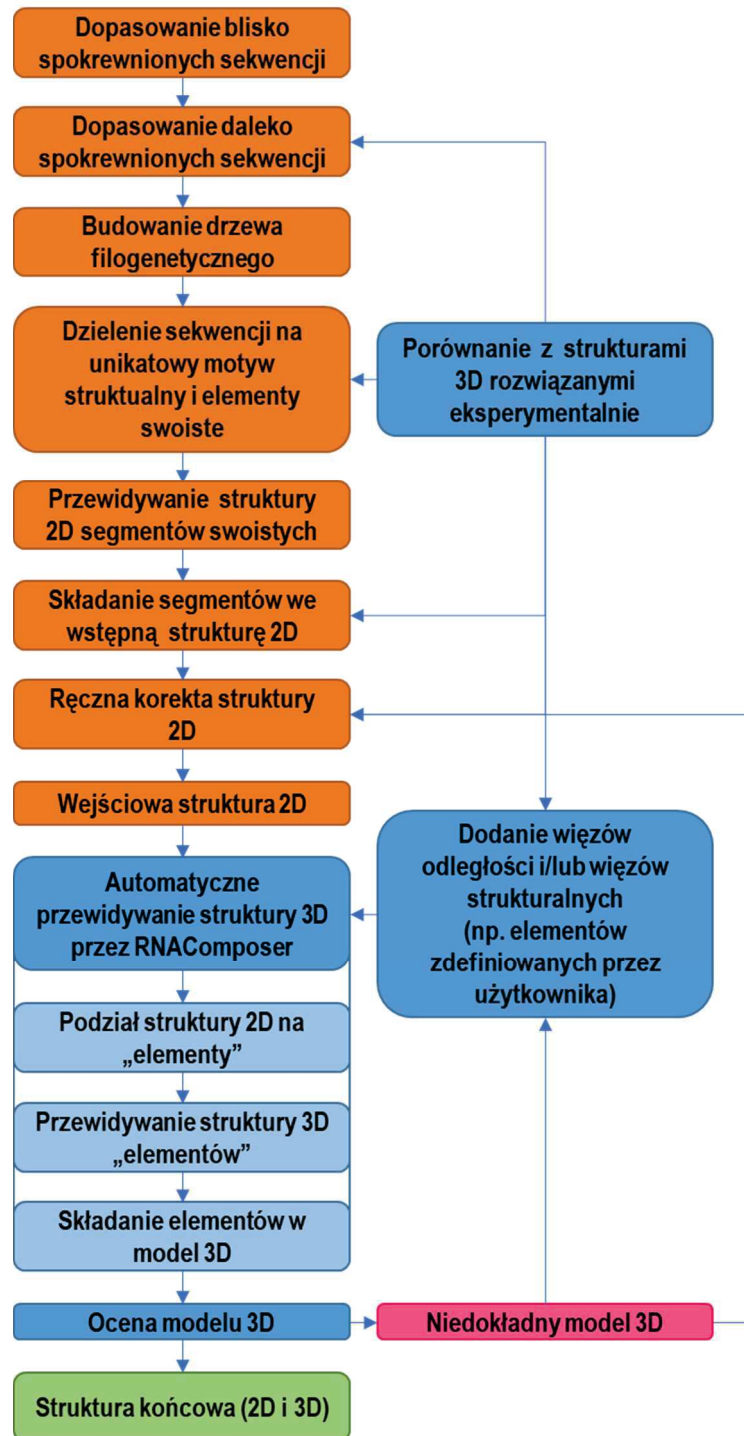 Dopasowanie blisko
spokrewnionych sekwencji
Dopasowanie daleko
spokrewnionych sekwencji
Budowanie drzewa
filogenetycznego
Dzielenie sekwencji na
unikatowy motyw
struktualny i elementy
swoiste
Porównanie z strukturami
3D rozwiązanymi
eksperymentalnie
Przewidywanie struktury
2D segmentów swoistych
Składanie segmentów we
wstępną strukturę 2D
Ręczna korekta struktury
2D
Wejściowa struktura 2D
Dodanie więzów
odległości i/lub więzów
strukturalnych
(np. elementów
zdefiniowanych przez
użytkownika)
Automatyczne
przewidywanie struktury 3D
przez RNAComposer
Podział struktury 2D na
„elementy”
Przewidywanie struktury 3D
„elementów”
Składanie elementów w
model 3D
Ocena modelu 3D
Niedokładny model 3D
Struktura końcowa (2D i 3D)